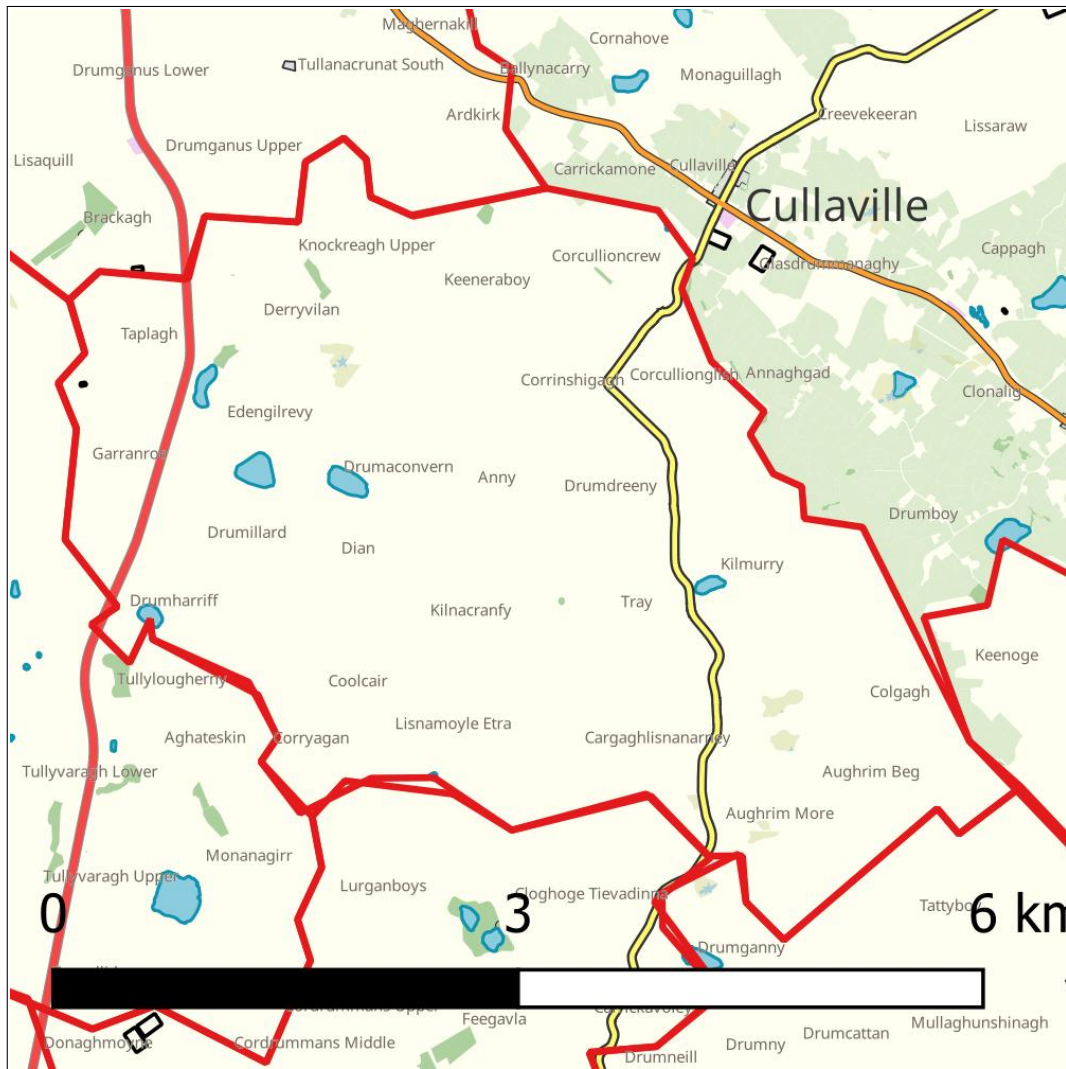 Maghernakill
Cornahove
Drumganus Lower
Tullanacrunat South
Ballynacarry
Monaguillagh
Ardkirk
Creevekeeran
Lissaraw
Drumganus Upper
Lisaquill
Carrickamone
Cullaville
Cullaville
Brackagh
Knockreagh Upper
Corcullioncrew
Cappagh
Glasdrummanaghy
Keeneraboy
Derryvilan
Taplagh
Corrinshigagh
Corcullionglish
Annaghgad
Clonalig
Edengilrevy
Garranroe
Drumaconvern
Anny
Drumdreeny
Drumboy
Drumillard
Dian
Kilmurry
Drumharriff
Kilnacranfy
Tray
Keenoge
Tullylougherny
Coolcair
Colgagh
Lisnamoyle Etra
Aghateskin
Corryagan
Cargaghlisnanarney
Tullyvaragh Lower
Aughrim Beg
Aughrim More
Monanagirr
Tullyvaragh Upper
Lurganboys
Cloghoge Tievadinna
Tattyboy
0
3
6 km
Drumganny
Feegavla
Mullaghunshinagh
Donaghmoyne
Cordrummans Middle
Drumcattan
Drumny
Drumneill